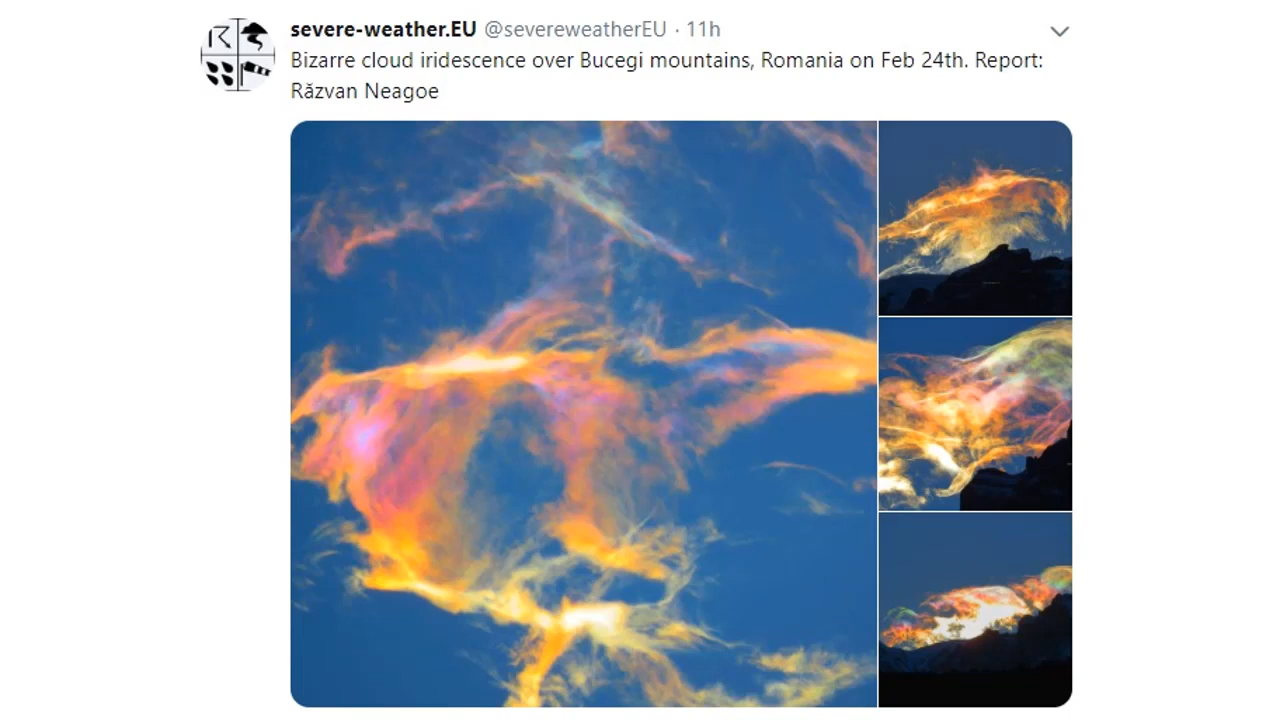 severe-weather.EU @severeweatherEU · 11h
Bizarre cloud iridescence over Bucegi mountains, Romania on Feb 24th. Report:
Răzvan Neagoe